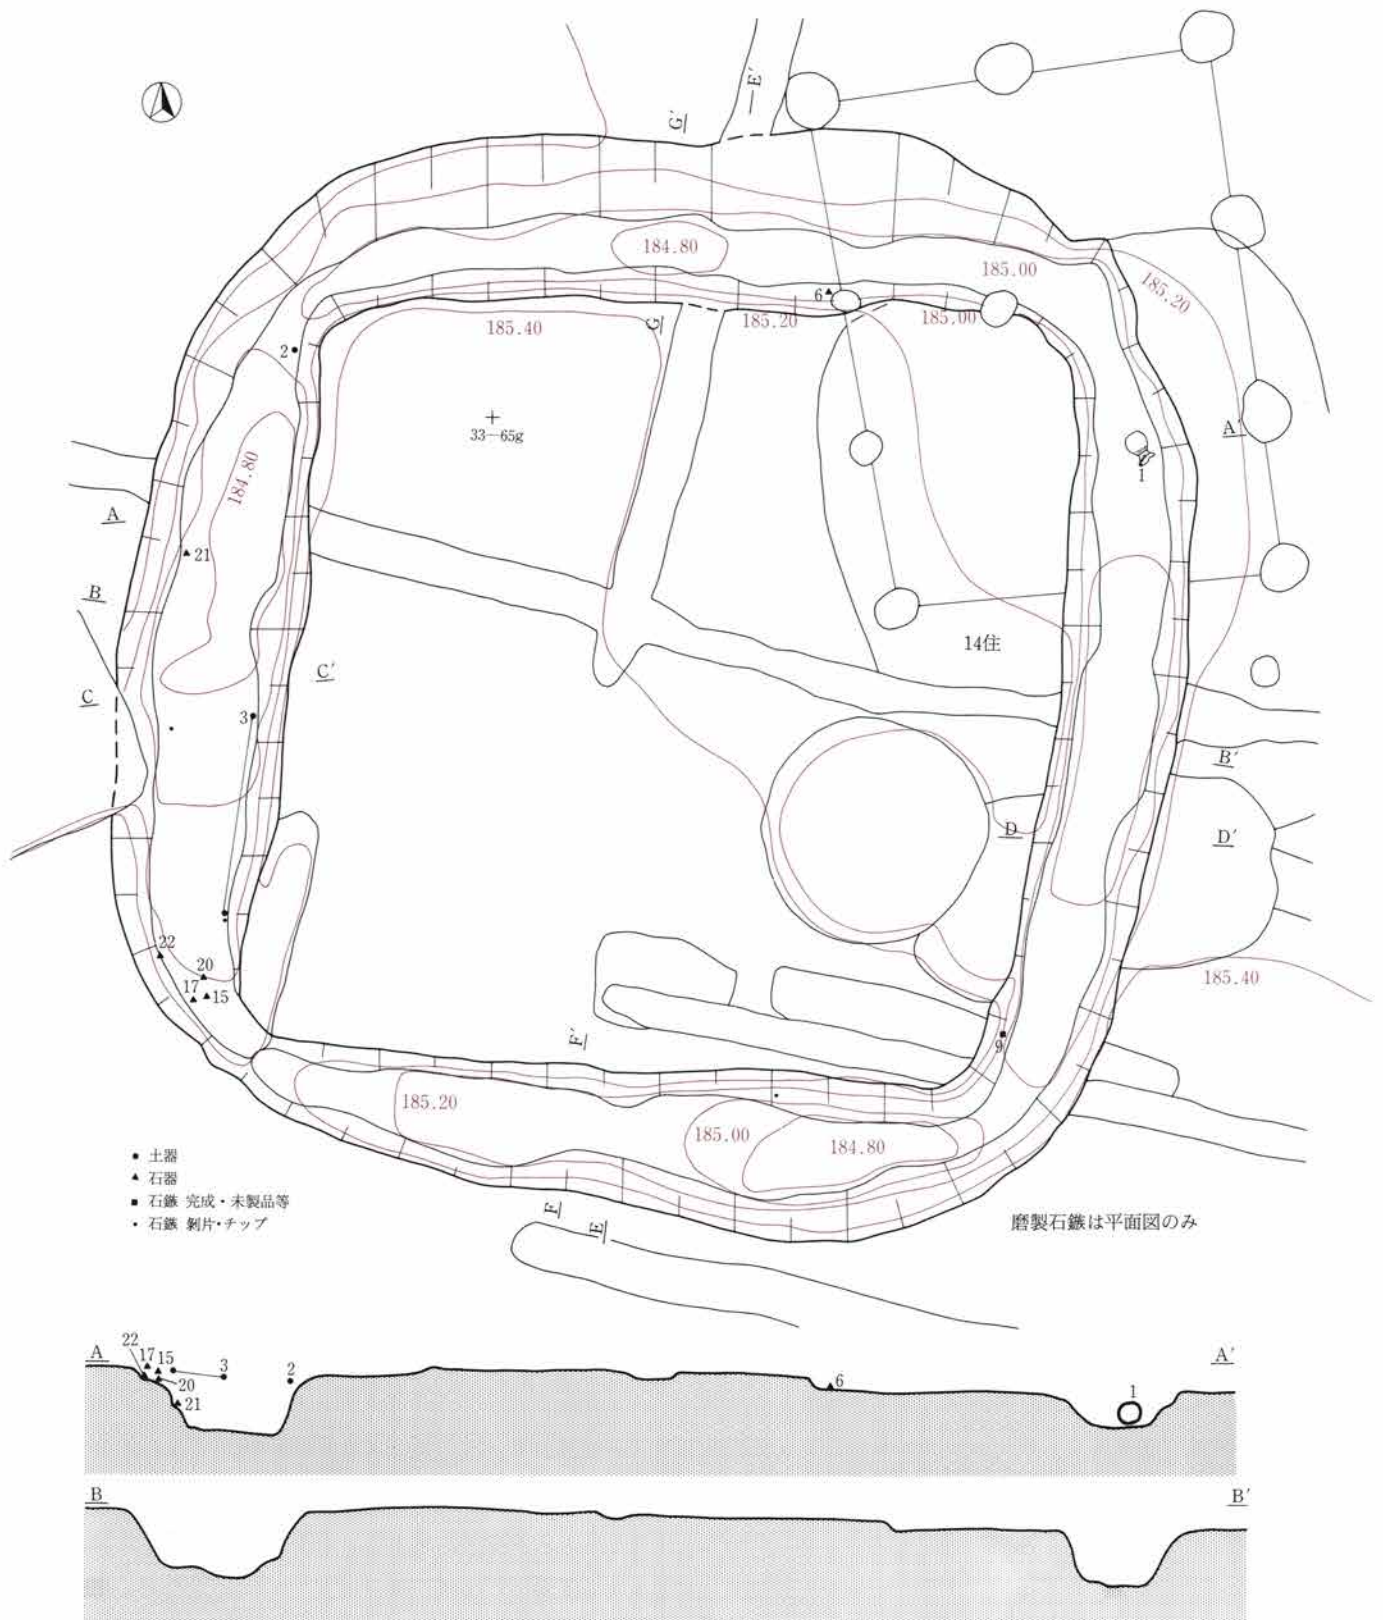 E′
G′
184.80
185.00
185.20
6
185.40
G
185.20
185.00
2
33—65g
A′
1
184.80
A
21
B
14住
C′
C
3
B′
D
D′
22
20
17
15
185.40
F′
9
185.20
185.00
184.80
● 土器
▲ 石器
■ 石鏃 完成・未製品等
・ 石鏃 剝片・チップ
F
E
磨製石鏃は平面図のみ
22
A
17 15
3
2
A′
20
6
1
21
B
B′